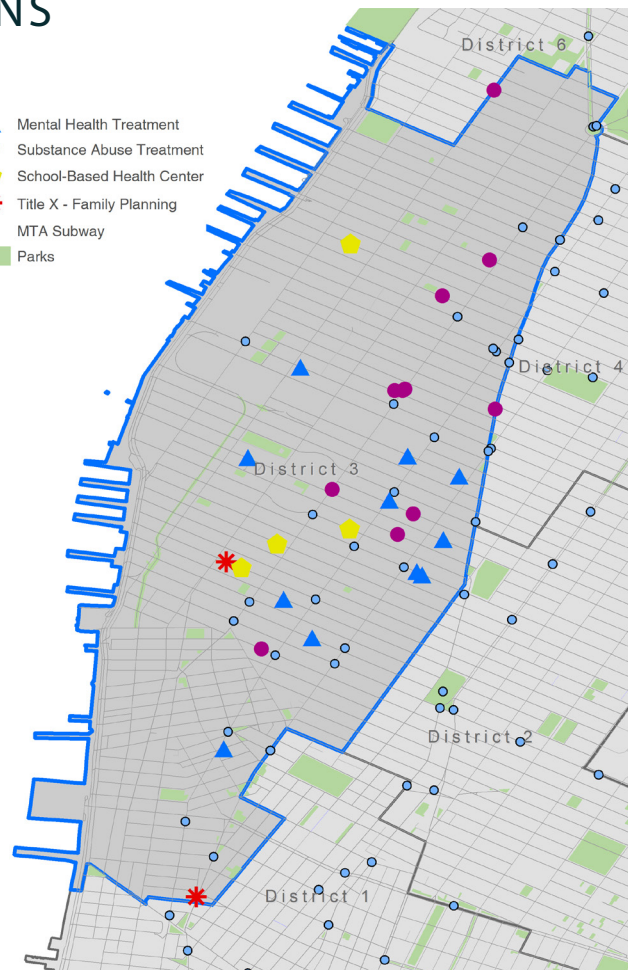 NS
District 6
Mental Health Treatment
Substance Abuse Treatment
School-Based Health Center
Title X - Family Planning
MTA Subway
Parks
District 4
District 3
District 2
District 1